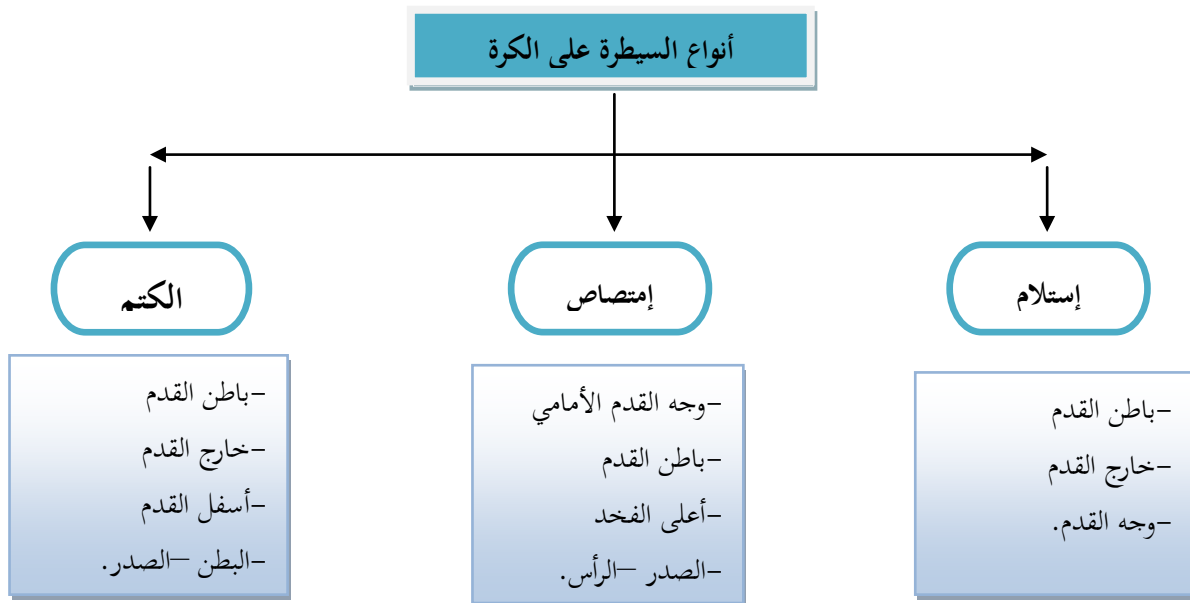 أنواع السيطرة على الكرة
إستلام
-باطن القدم
-خارج القدم
-وجه القدم.
إمتصاص
-وجه القدم الأمامي
-باطن القدم
-أعلى الفخد
-الصدر –الرأس.
الكتم
-باطن القدم
-خارج القدم
-أسفل القدم
-البطن –الصدر.